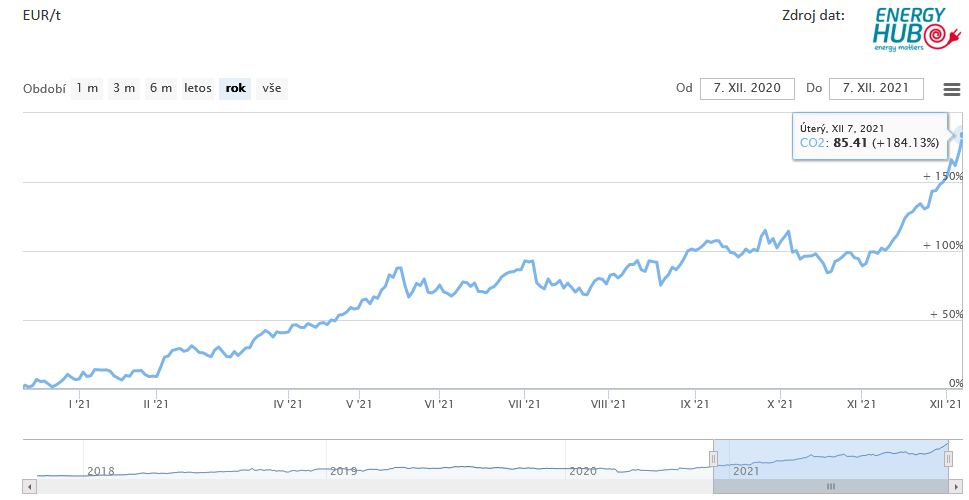 EUR/t
Zdroj dat:
ENERGY
HUB
energy matters
Období 1 m 3 m 6 m letos rok vše
Od 7. XII. 2020 Do 7. XII. 2021
Úterý, XII 7, 2021
CO2: 85.41 (+184.13%)
+ 150%
+ 100%
+ 50%
0%
I '21 II '21 IV '21 V '21 VI '21 VII '21 VIII '21 IX '21 X '21 XI '21 XII '21
2018 2019 2020 2021